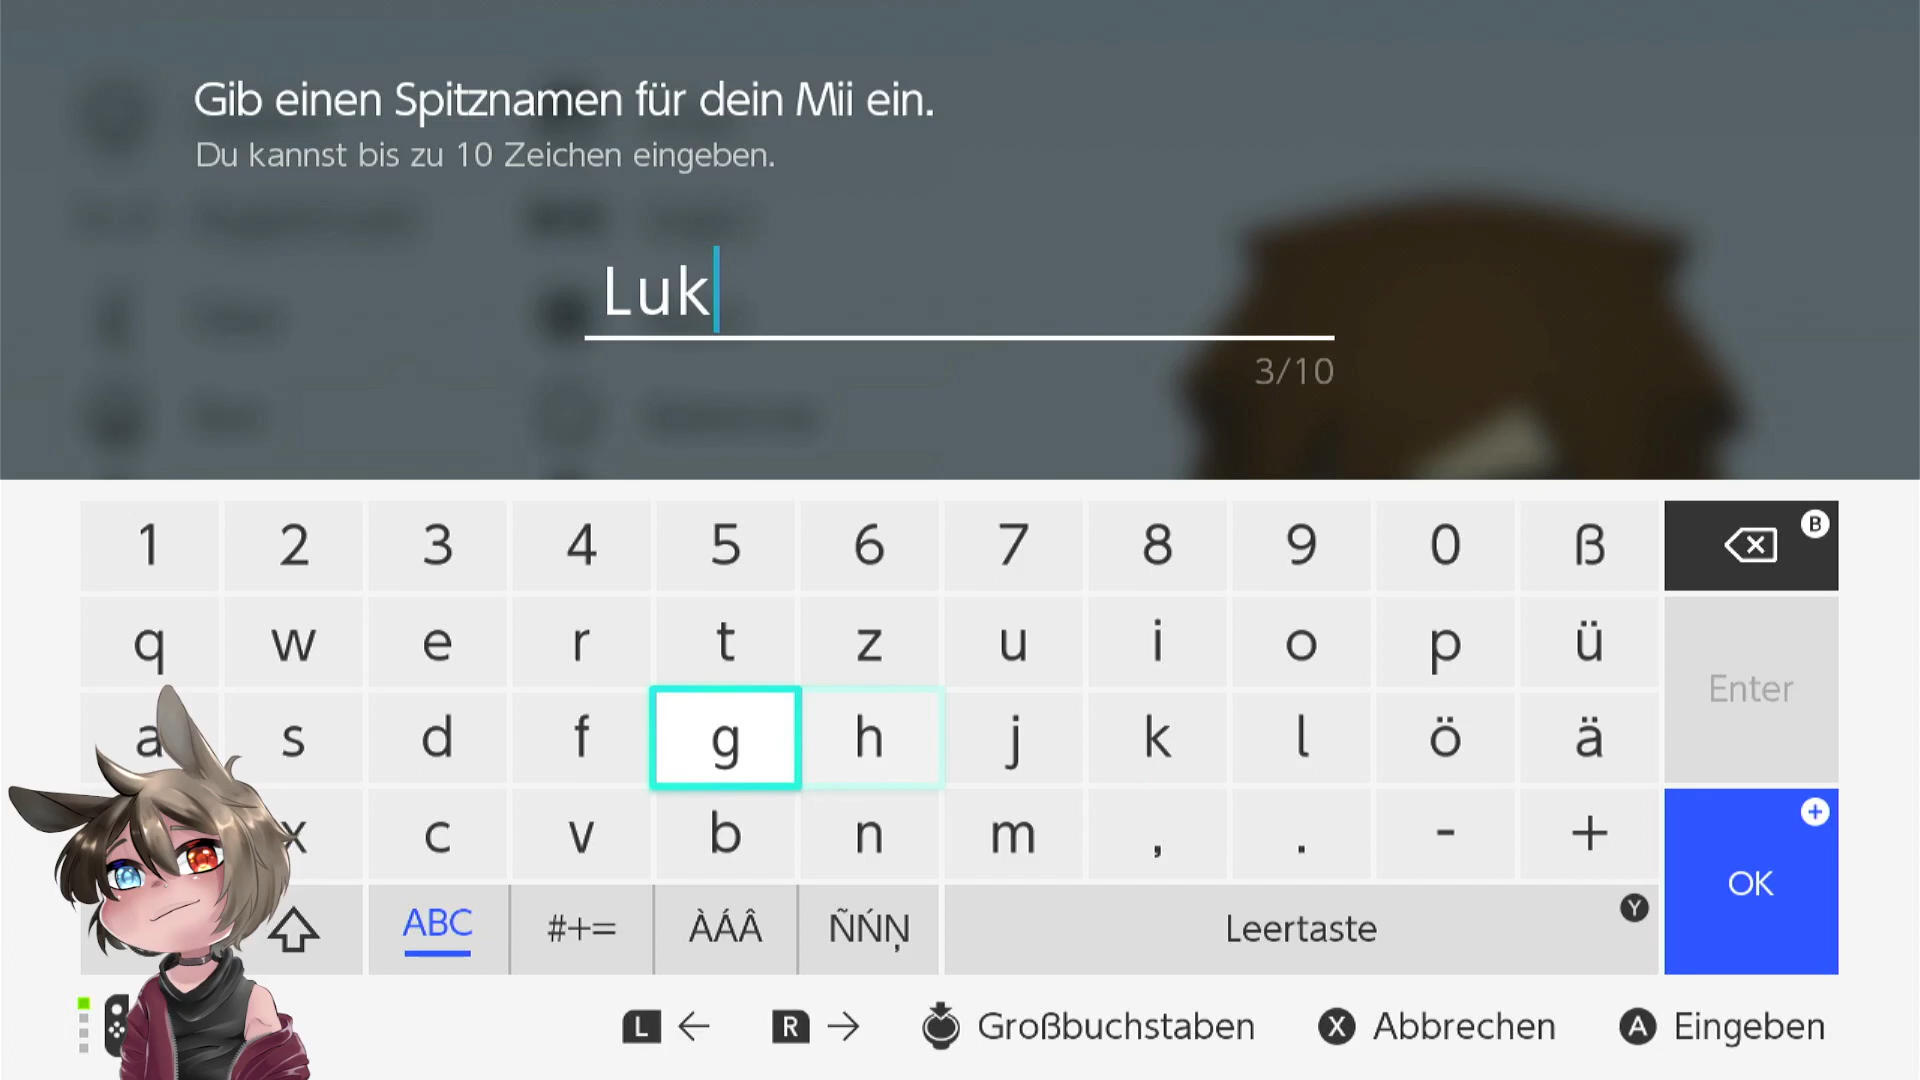 Gib einen Spitznamen für dein Mii ein.
Du kannst bis zu 10 Zeichen eingeben.
Luk
3/10
1 2 3 4 5 6 7 8 9 0 ß B
q w e r t z u i o p ü Enter
a s d f g h j k l ö ä
x c v b n m , . - + OK
ABC #+= ÀÁÂ ÑŃŅ Leertaste Y
L ← R → Großbuchstaben X Abbrechen A Eingeben